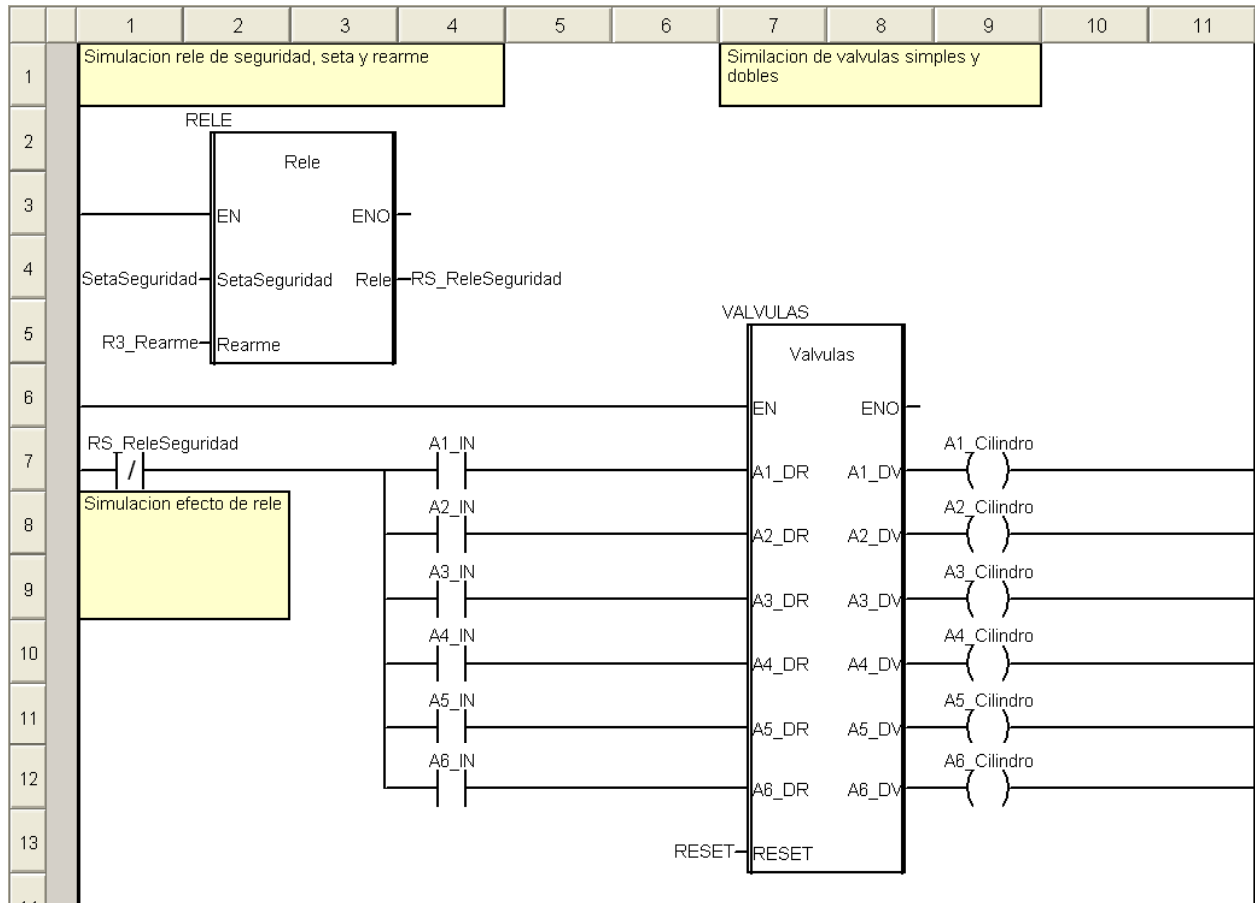 1 2 3 4 5 6 7 8 9 10 11
1
Simulacion rele de seguridad, seta y rearme
Similacion de valvulas simples y
dobles
2
RELE
Rele
3
EN ENO
4
SetaSeguridad SetaSeguridad Rele RS_ReleSeguridad
5
VALVULAS
R3_Rearme Rearme
Valvulas
6
EN ENO
7
RS_ReleSeguridad A1_IN A1_Cilindro
/
A1_DR A1_DV
8
Simulacion efecto de rele
A2_IN A2_Cilindro
A2_DR A2_DV
9
A3_IN A3_Cilindro
A3_DR A3_DV
10
A4_IN A4_Cilindro
A4_DR A4_DV
11
A5_IN A5_Cilindro
A5_DR A5_DV
12
A6_IN A6_Cilindro
A6_DR A6_DV
13
RESET RESET